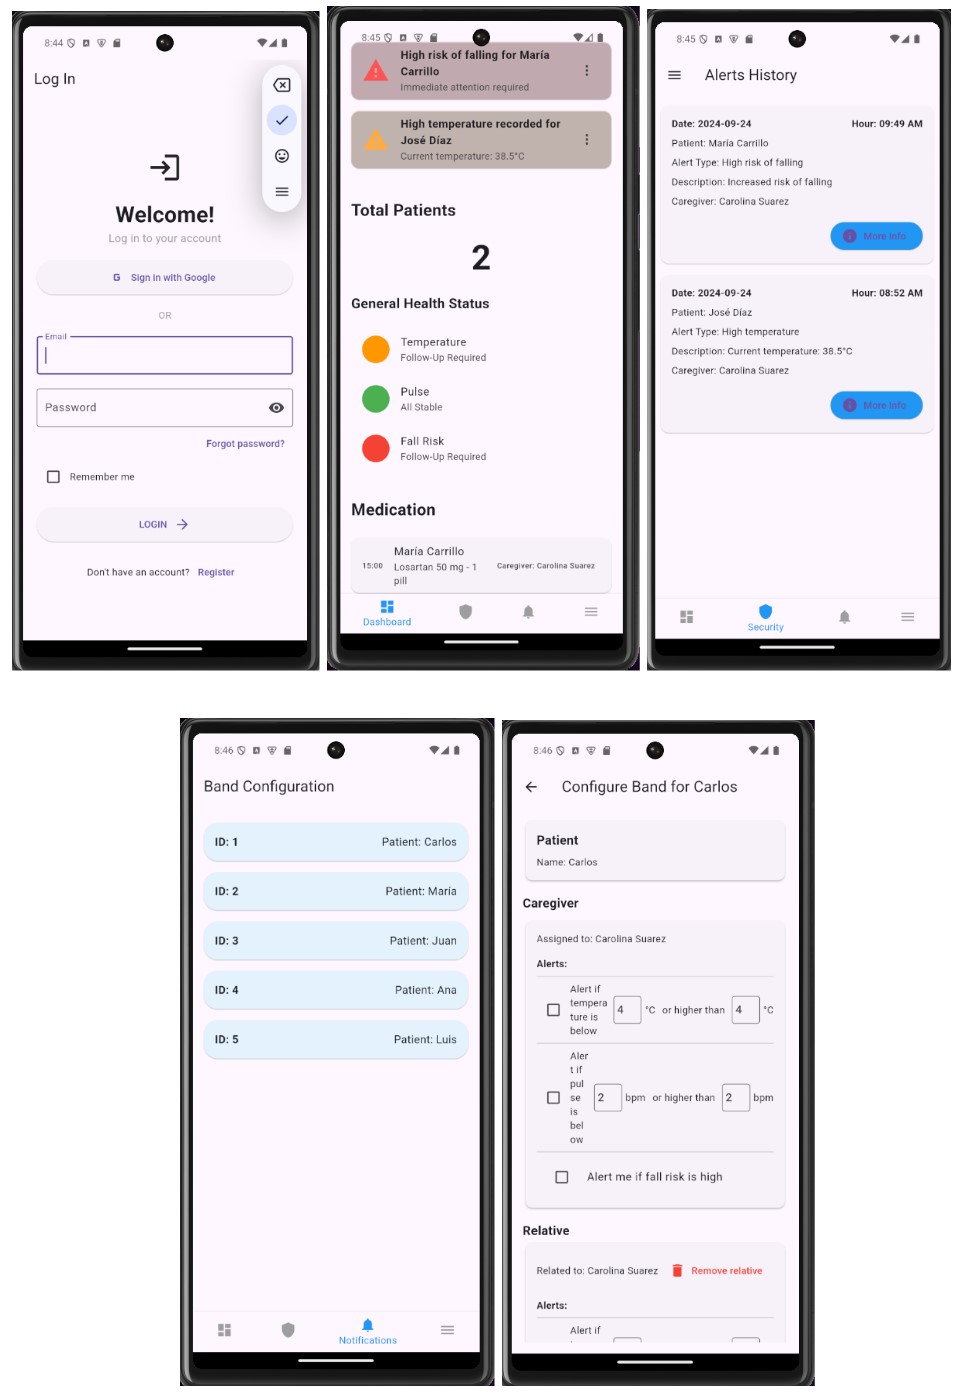 8:44
Log In
Welcome!
Log in to your account
G Sign in with Google
OR
Email
Password
Forgot password?
Remember me
LOGIN
Don't have an account? Register
8:45
High risk of falling for María
Carrillo
Immediate attention required
High temperature recorded for
José Díaz
Current temperature: 38.5°C
Total Patients
2
General Health Status
Temperature
Follow-Up Required
Pulse
All Stable
Fall Risk
Follow-Up Required
Medication
María Carrillo
15:00 Losartan 50 mg - 1 Caregiver: Carolina Suarez
pill
Dashboard
8:45
Alerts History
Date: 2024-09-24 Hour: 09:49 AM
Patient: María Carrillo
Alert Type: High risk of falling
Description: Increased risk of falling
Caregiver: Carolina Suarez
More Info
Date: 2024-09-24 Hour: 08:52 AM
Patient: José Díaz
Alert Type: High temperature
Description: Current temperature: 38.5°C
Caregiver: Carolina Suarez
More Info
Security
8:46
Band Configuration
ID: 1 Patient: Carlos
ID: 2 Patient: María
ID: 3 Patient: Juan
ID: 4 Patient: Ana
ID: 5 Patient: Luis
Notifications
8:46
Configure Band for Carlos
Patient
Name: Carlos
Caregiver
Assigned to: Carolina Suarez
Alerts:
Alert if
tempera
ture is
below
4 °C or higher than 4 °C
Aler
t if
pul
se
is
bel
ow
2 bpm or higher than 2 bpm
Alert me if fall risk is high
Relative
Related to: Carolina Suarez Remove relative
Alerts:
Alert if